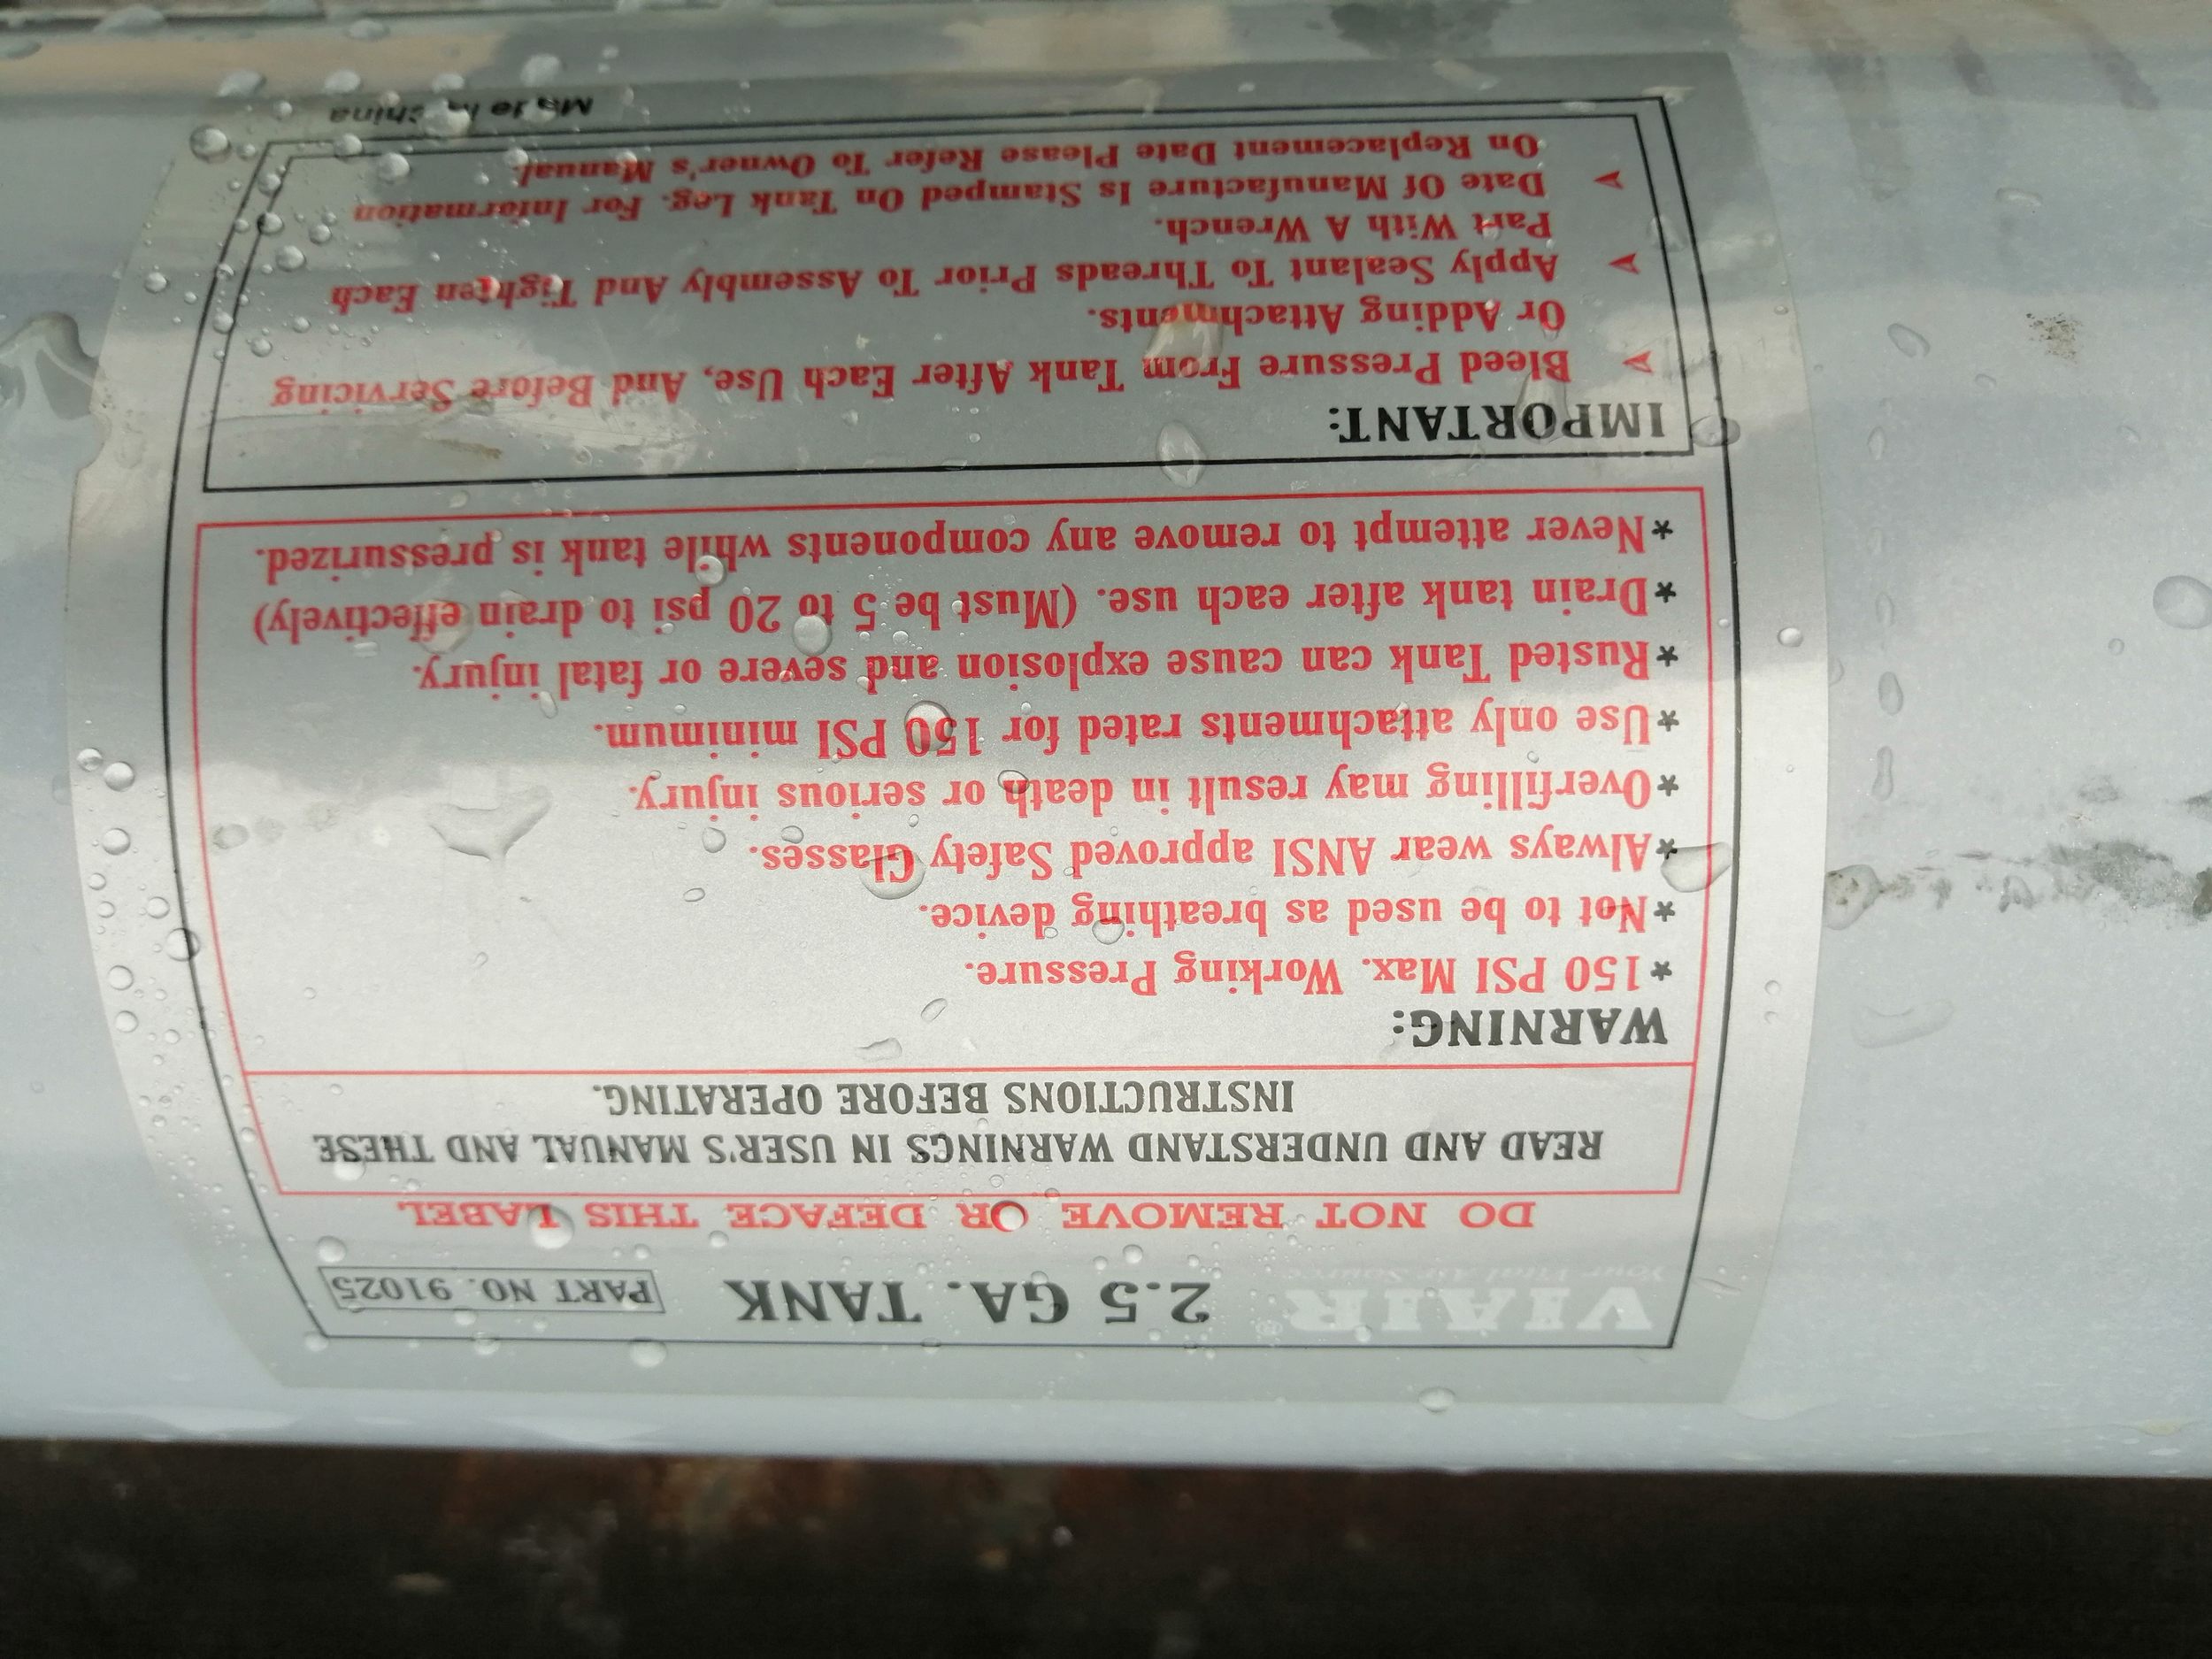 VIAIR® 2.5 GA. TANK PART NO. 91025
Your Final Air Source
DO NOT REMOVE OR DEFACE THIS LABEL
READ AND UNDERSTAND WARNINGS IN USER'S MANUAL AND THESE
INSTRUCTIONS BEFORE OPERATING.
WARNING:
*150 PSI Max. Working Pressure.
*Not to be used as breathing device.
*Always wear ANSI approved Safety Glasses.
*Overfilling may result in death or serious injury.
*Use only attachments rated for 150 PSI minimum.
*Rusted Tank can cause explosion and severe or fatal injury.
*Drain tank after each use. (Must be 5 to 20 psi to drain effectively)
*Never attempt to remove any components while tank is pressurized.
IMPORTANT:
➢ Bleed Pressure From Tank After Each Use, And Before Servicing
Or Adding Attachments.
➢ Apply Sealant To Threads Prior To Assembly And Tighten Each
Part With A Wrench.
➢ Date Of Manufacture Is Stamped On Tank Leg. For Information
On Replacement Date Please Refer To Owner's Manual.
Made in China